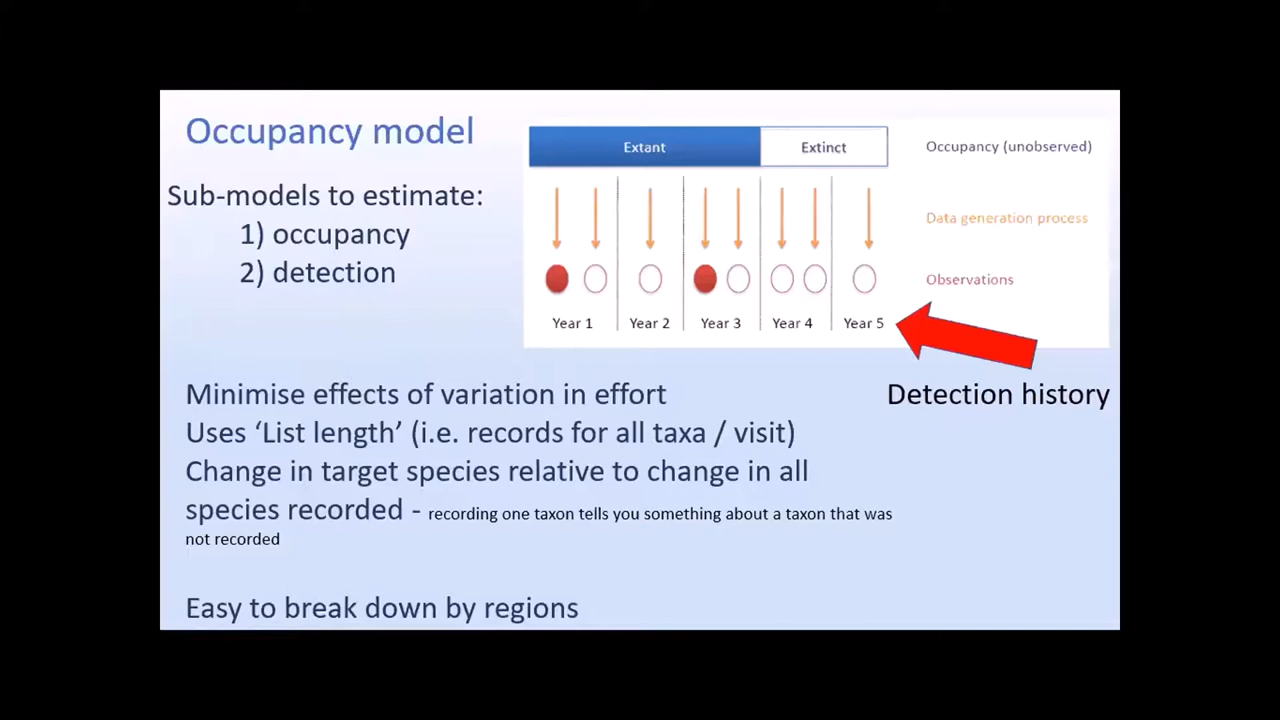 Occupancy model
Sub-models to estimate:
1) occupancy
2) detection
Extant
Extinct
Occupancy (unobserved)
Data generation process
Observations
Year 1
Year 2
Year 3
Year 4
Year 5
Detection history
Minimise effects of variation in effort
Uses ‘List length’ (i.e. records for all taxa / visit)
Change in target species relative to change in all
species recorded - recording one taxon tells you something about a taxon that was
not recorded
Easy to break down by regions